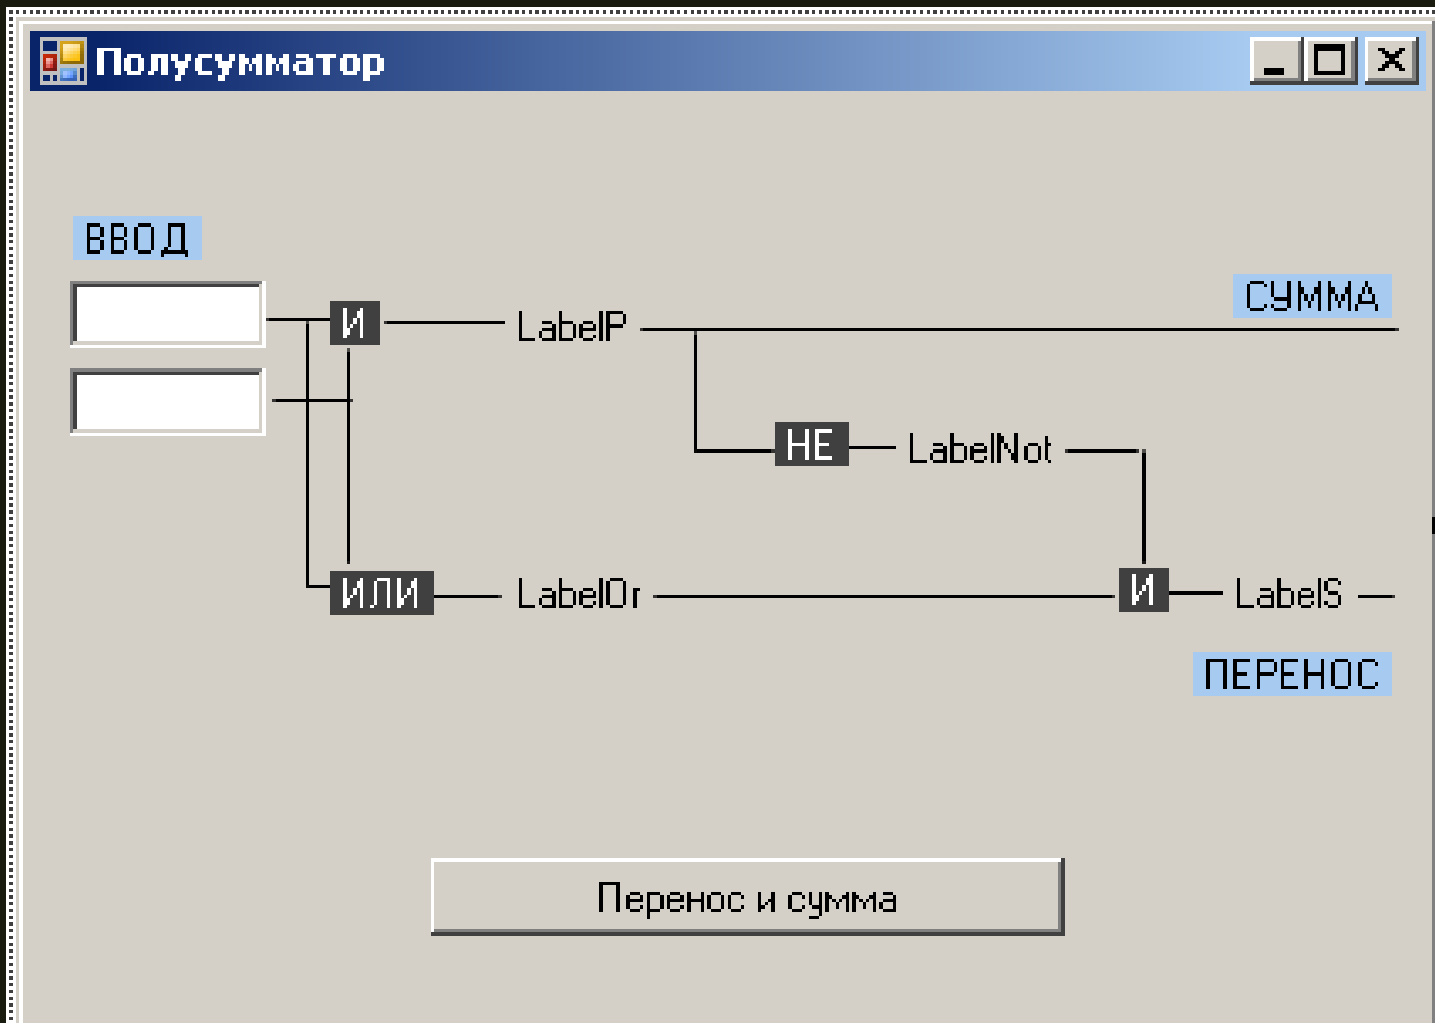 Полусумматор
ВВОД
СУММА
И LabelP
НЕ LabelNot
ИЛИ LabelOr И LabelS
ПЕРЕНОС
Перенос и сумма